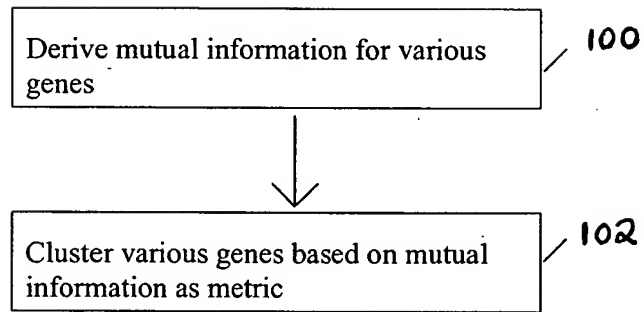 Derive mutual information for various
genes
100
Cluster various genes based on mutual
information as metric
102